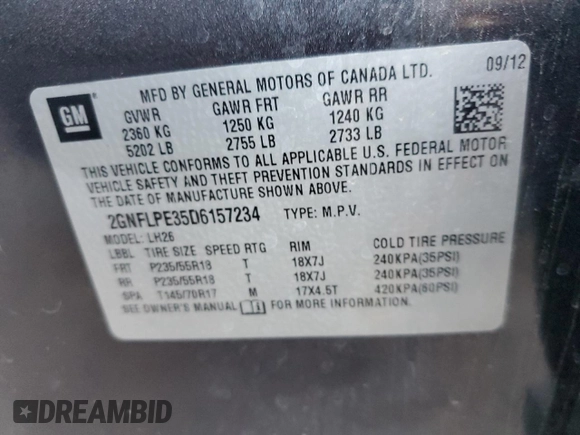 GM
MFD BY GENERAL MOTORS OF CANADA LTD. 09/12
GVWR GAWR FRT GAWR RR
2360 KG 1250 KG 1240 KG
5202 LB 2755 LB 2733 LB
THIS VEHICLE CONFORMS TO ALL APPLICABLE U.S. FEDERAL MOTOR
VEHICLE SAFETY AND THEFT PREVENTION STANDARDS IN EFFECT ON
THE DATE OF MANUFACTURE SHOWN ABOVE.
2GNFLPE35D6157234 TYPE: M.P.V.
MODEL: LH26
LBBL TIRE SIZE SPEED RTG RIM COLD TIRE PRESSURE
FRT P235/55R18 T 18X7J 240KPA(35PSI)
RR P235/55R18 T 18X7J 240KPA(35PSI)
SPA T145/70R17 M 17X4.5T 420KPA(60PSI)
SEE OWNER'S MANUAL FOR MORE INFORMATION.
DREAMBID